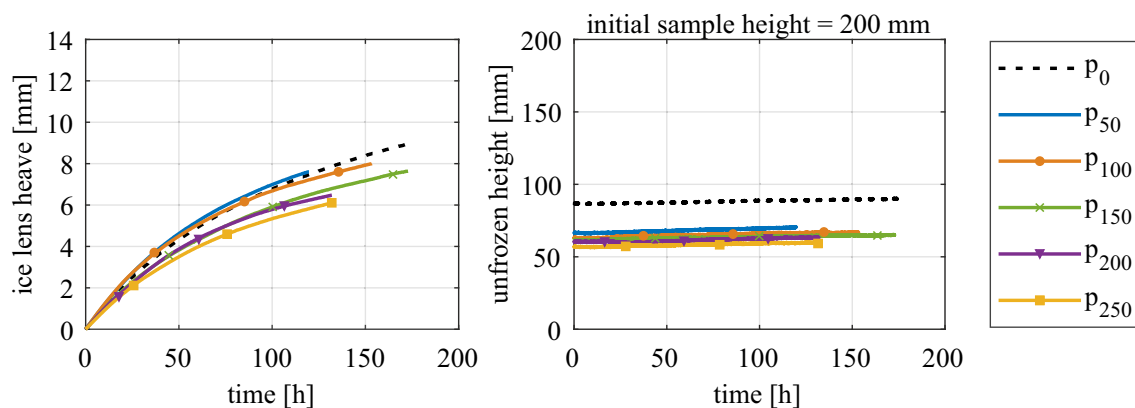 initial sample height = 200 mm
ice lens heave [mm]
14
12
10
8
6
4
2
0
0 50 100 150 200
time [h]
unfrozen height [mm]
200
150
100
50
0
0 50 100 150 200
time [h]
p0
p50
p100
p150
p200
p250